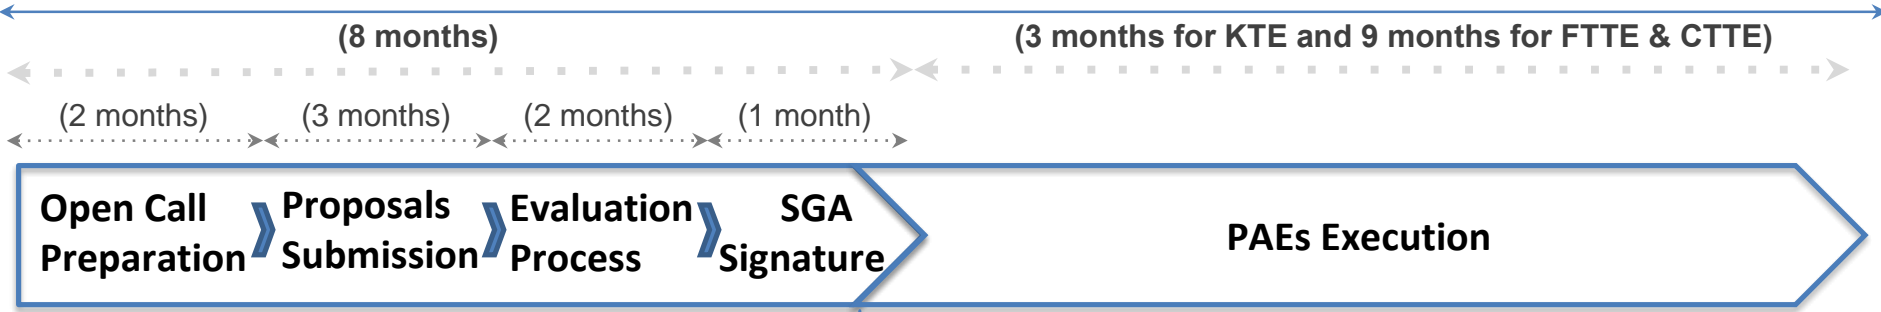 (8 months)
(3 months for KTE and 9 months for FTTE & CTTE)
(2 months)
(3 months)
(2 months)
(1 month)
Open Call
Preparation
Proposals
Submission
Evaluation
Process
SGA
Signature
PAEs Execution